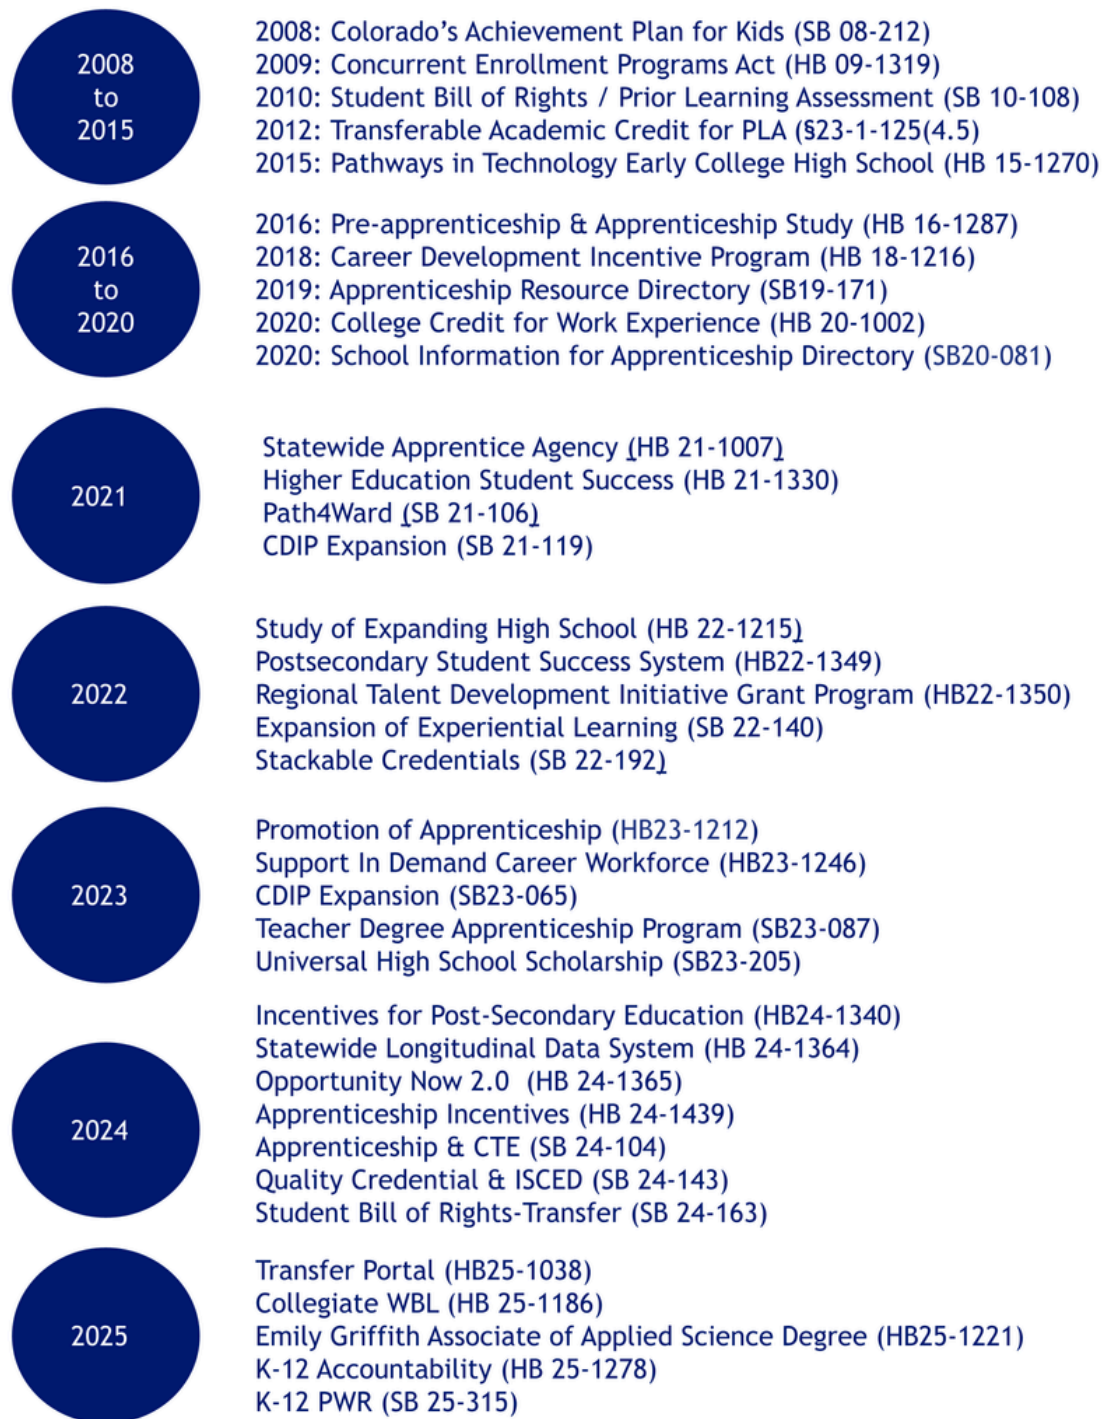 2008
to
2015
2008: Colorado’s Achievement Plan for Kids (SB 08-212)
2009: Concurrent Enrollment Programs Act (HB 09-1319)
2010: Student Bill of Rights / Prior Learning Assessment (SB 10-108)
2012: Transferable Academic Credit for PLA (§23-1-125(4.5)
2015: Pathways in Technology Early College High School (HB 15-1270)
2016
to
2020
2016: Pre-apprenticeship & Apprenticeship Study (HB 16-1287)
2018: Career Development Incentive Program (HB 18-1216)
2019: Apprenticeship Resource Directory (SB19-171)
2020: College Credit for Work Experience (HB 20-1002)
2020: School Information for Apprenticeship Directory (SB20-081)
2021
Statewide Apprentice Agency (HB 21-1007)
Higher Education Student Success (HB 21-1330)
Path4Ward (SB 21-106)
CDIP Expansion (SB 21-119)
2022
Study of Expanding High School (HB 22-1215)
Postsecondary Student Success System (HB22-1349)
Regional Talent Development Initiative Grant Program (HB22-1350)
Expansion of Experiential Learning (SB 22-140)
Stackable Credentials (SB 22-192)
2023
Promotion of Apprenticeship (HB23-1212)
Support In Demand Career Workforce (HB23-1246)
CDIP Expansion (SB23-065)
Teacher Degree Apprenticeship Program (SB23-087)
Universal High School Scholarship (SB23-205)
2024
Incentives for Post-Secondary Education (HB24-1340)
Statewide Longitudinal Data System (HB 24-1364)
Opportunity Now 2.0 (HB 24-1365)
Apprenticeship Incentives (HB 24-1439)
Apprenticeship & CTE (SB 24-104)
Quality Credential & ISCED (SB 24-143)
Student Bill of Rights-Transfer (SB 24-163)
2025
Transfer Portal (HB25-1038)
Collegiate WBL (HB 25-1186)
Emily Griffith Associate of Applied Science Degree (HB25-1221)
K-12 Accountability (HB 25-1278)
K-12 PWR (SB 25-315)